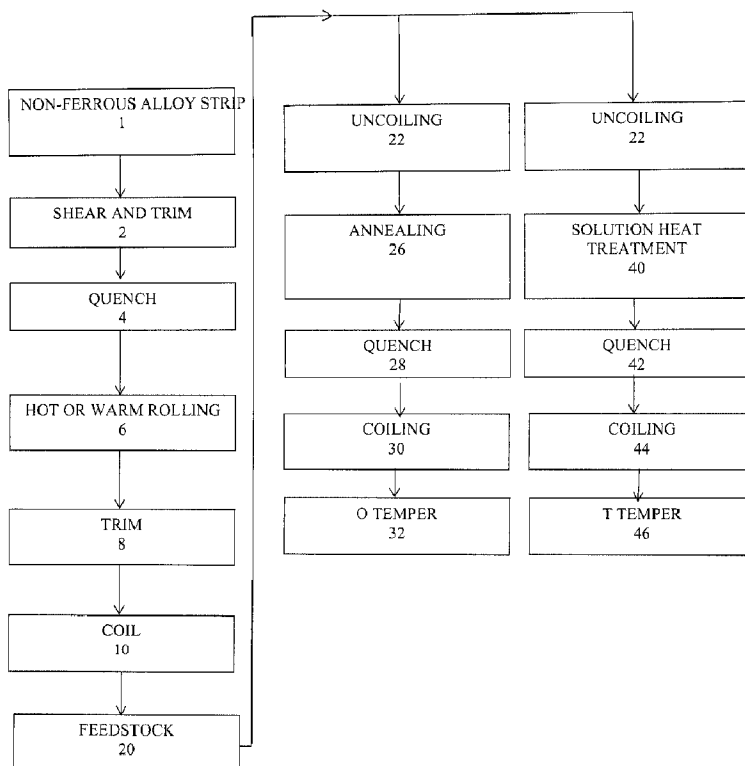 NON-FERROUS ALLOY STRIP
1
SHEAR AND TRIM
2
QUENCH
4
HOT OR WARM ROLLING
6
TRIM
8
COIL
10
FEEDSTOCK
20
UNCOILING
22
ANNEALING
26
QUENCH
28
COILING
30
O TEMPER
32
UNCOILING
22
SOLUTION HEAT
TREATMENT
40
QUENCH
42
COILING
44
T TEMPER
46